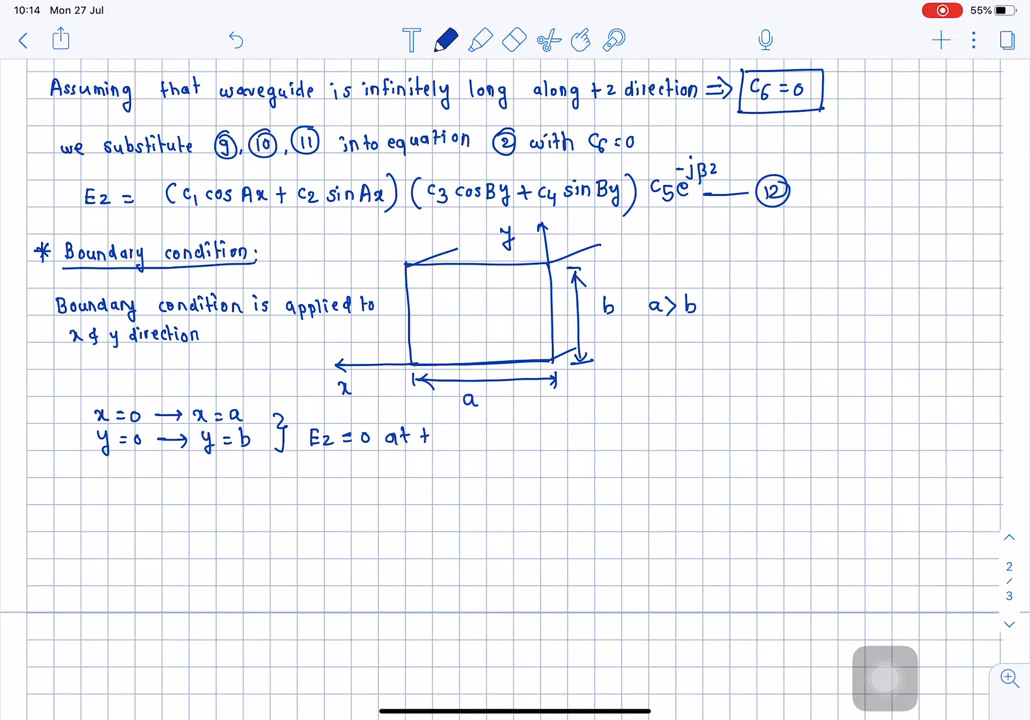 10:14 Mon 27 Jul
55%
T
Assuming that waveguide is infinitely long along +z direction ⇒ C6 = 0
we substitute 9, 10, 11 into equation 2 with C6 = 0
Ez = (C1 cos Ax + C2 sin Ax) (C3 cos By + C4 sin By) C5 e^-jβz — 12
* Boundary condition:
y
Boundary condition is applied to
x & y direction
b a > b
x
a
x = 0 → x = a
y = 0 → y = b } Ez = 0 at t
2
/
3